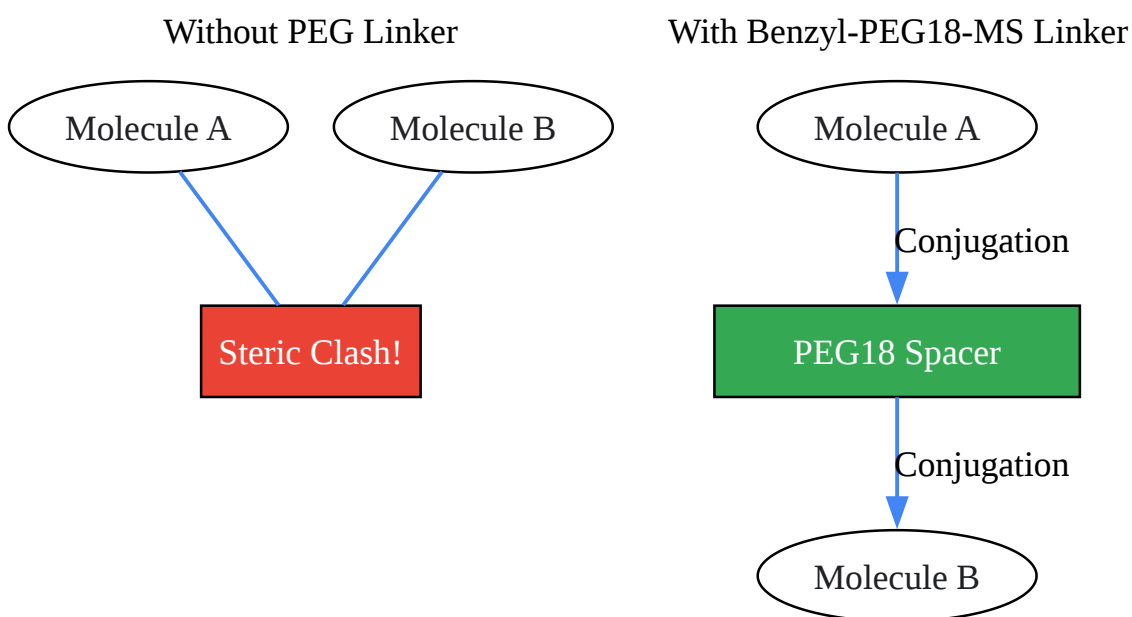 Without PEG Linker
Molecule A
Molecule B
Steric Clash!
With Benzyl-PEG18-MS Linker
Molecule A
Conjugation
PEG18 Spacer
Conjugation
Molecule B